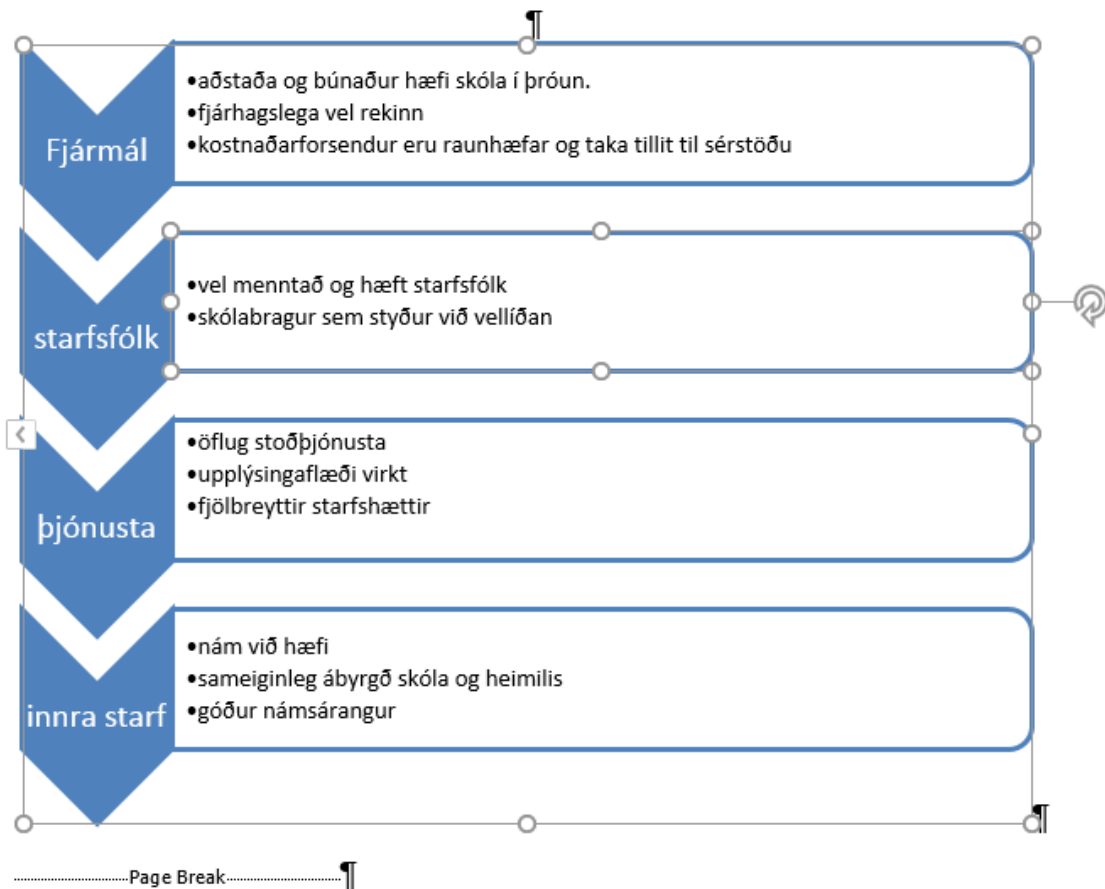 ¶
Fjármál
•aðstaða og búnaður hæfi skóla í þróun.
•fjárhagslega vel rekinn
•kostnaðarforsendur eru raunhæfar og taka tillit til sérstöðu
starfsfólk
•vel menntað og hæft starfsfólk
•skólabragur sem styður við vellíðan
þjónusta
•öflug stoðþjónusta
•upplýsingaflæði virkt
•fjölbreyttir starfshættir
innra starf
•nám við hæfi
•sameiginleg ábyrgð skóla og heimilis
•góður námsárangur
¶
Page Break¶